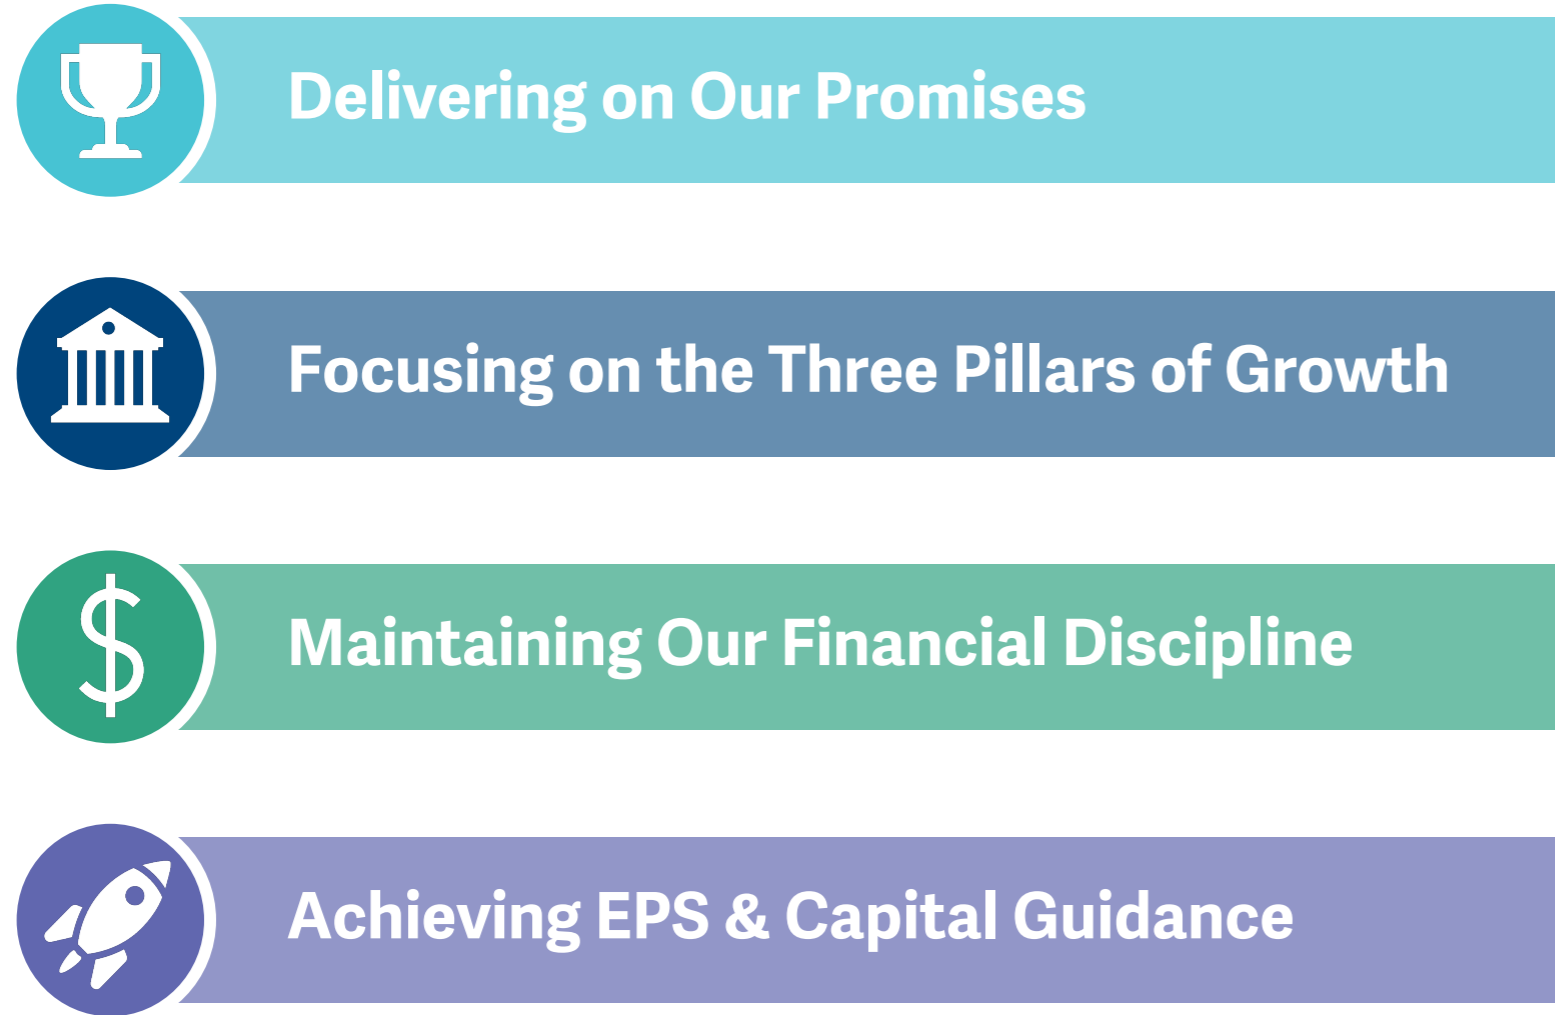 Delivering on Our Promises
Focusing on the Three Pillars of Growth
Maintaining Our Financial Discipline
Achieving EPS & Capital Guidance